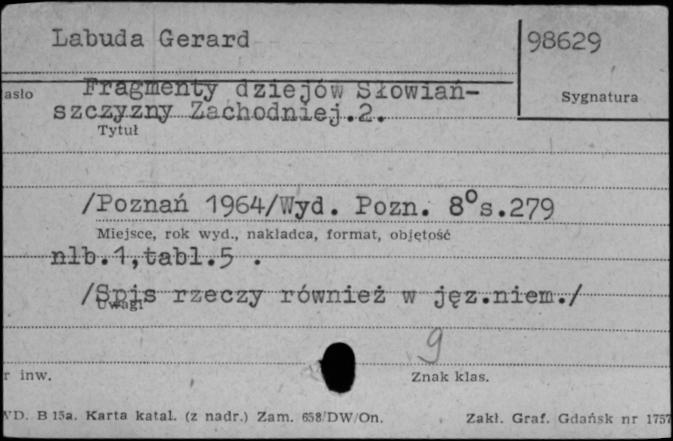 Labuda Gerard
98629
asło Fragmenty dziejów Słowiań-
Sygnatura
szczyzny Zachodniej.2.
Tytuł
/Poznań 1964/Wyd. Pozn. 8°s.279
Miejsce, rok wyd., nakładca, format, objętość
nlb.1,tabl.5 .
/Spis rzeczy również w jęz.niem./
Uwagi
9
r inw.
Znak klas.
WD. B 15a. Karta katal. (z nadr.) Zam. 658/DW/On.
Zakł. Graf. Gdańsk nr 1757